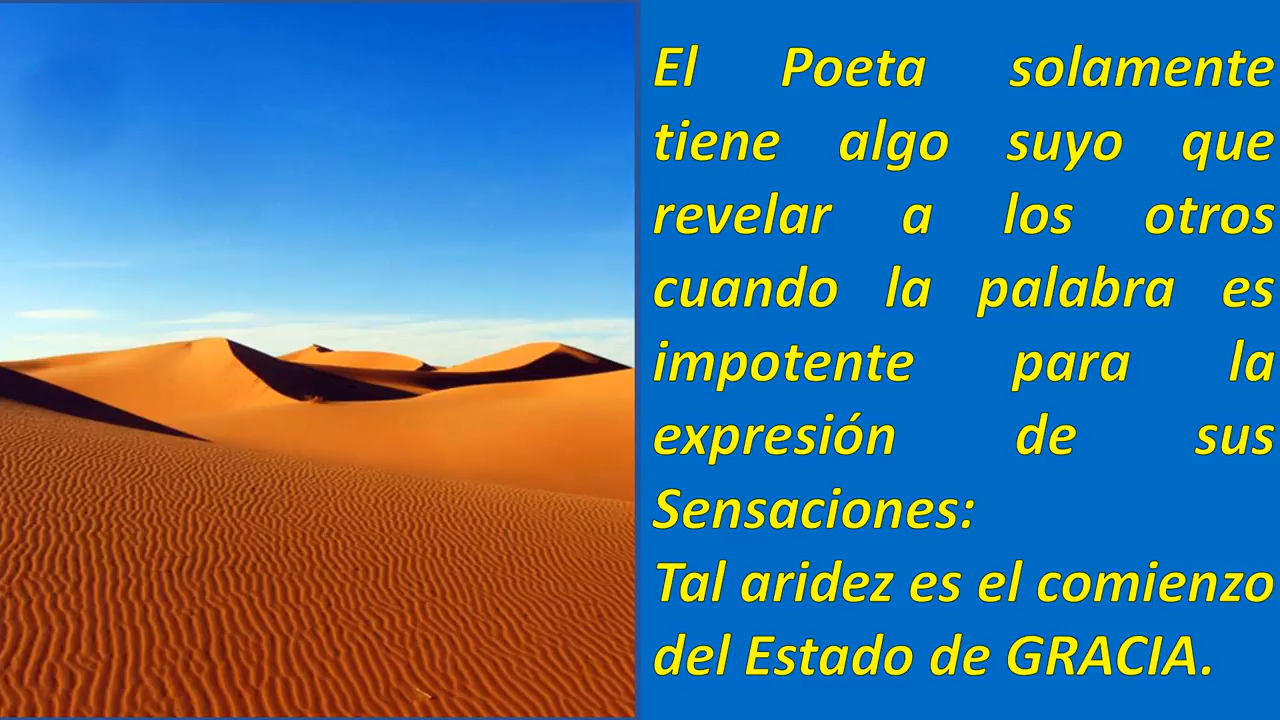 El Poeta solamente
tiene algo suyo que
revelar a los otros
cuando la palabra es
impotente para la
expresión de sus
Sensaciones:
Tal aridez es el comienzo
del Estado de GRACIA.